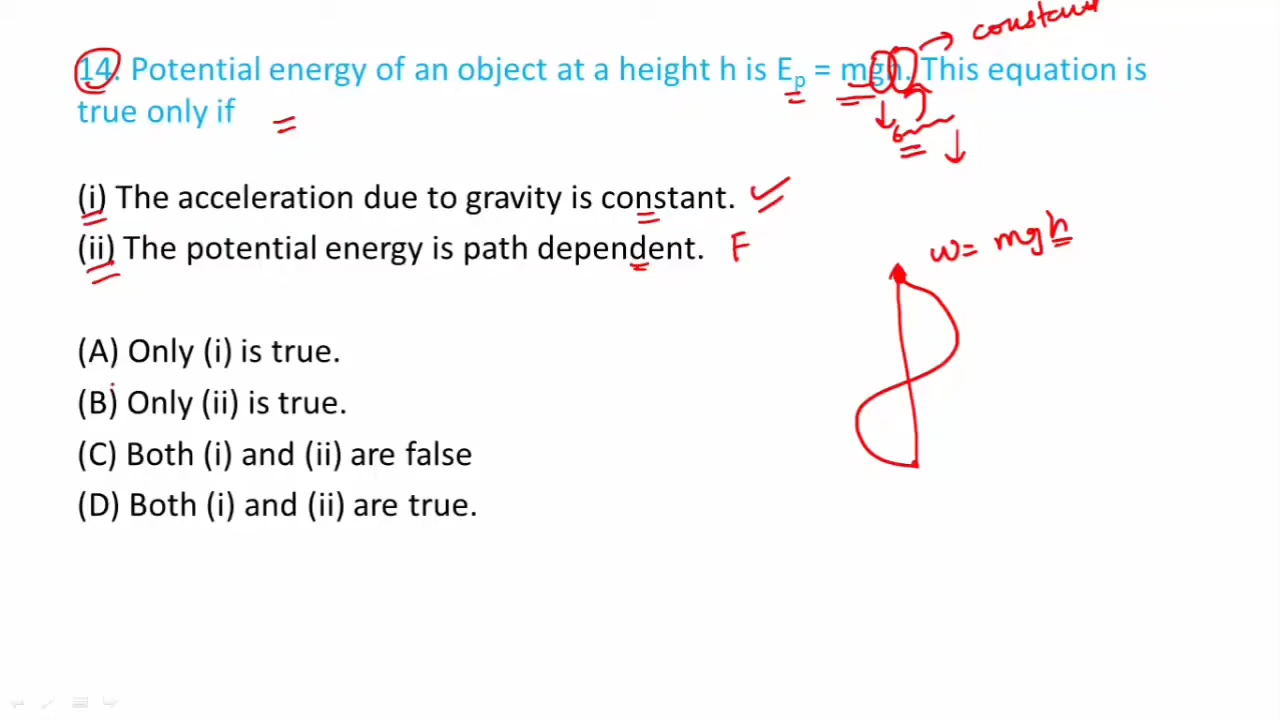 constant
14. Potential energy of an object at a height h is Ep = mgh. This equation is
true only if
(i) The acceleration due to gravity is constant.
(ii) The potential energy is path dependent. F
w= mgh
(A) Only (i) is true.
(B) Only (ii) is true.
(C) Both (i) and (ii) are false
(D) Both (i) and (ii) are true.